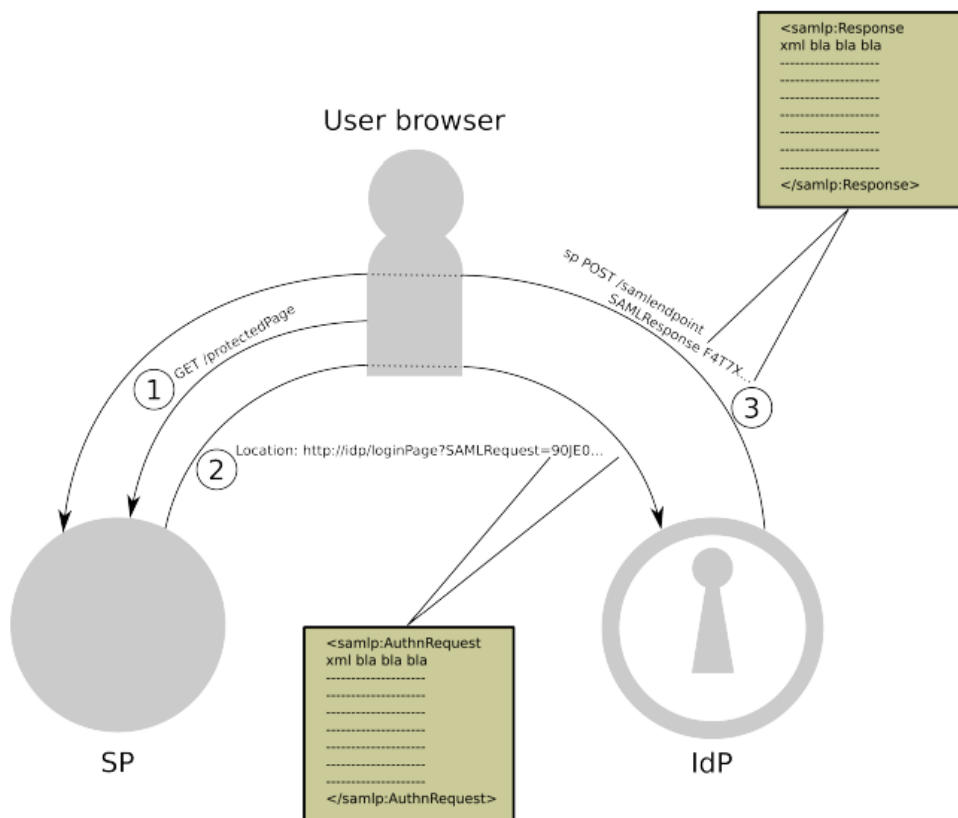 <samlp:Response
xml bla bla bla
---------------------
---------------------
---------------------
---------------------
---------------------
---------------------
---------------------
</samlp:Response>
User browser
sp POST /samlendpoint
SAMLResponse F4T7X...
1
GET /protectedPage
3
2
Location: http://idp/loginPage?SAMLRequest=90JE0...
<samlp:AuthnRequest
xml bla bla bla
---------------------
---------------------
---------------------
---------------------
---------------------
---------------------
---------------------
</samlp:AuthnRequest>
SP
IdP